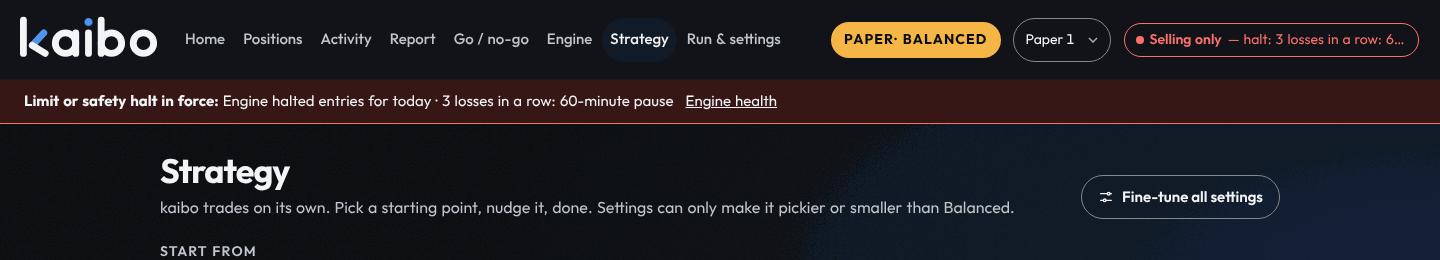 kaibo Home Positions Activity Report Go / no-go Engine Strategy Run & settings PAPER· BALANCED Paper 1 Selling only — halt: 3 losses in a row: 6…
Limit or safety halt in force: Engine halted entries for today · 3 losses in a row: 60-minute pause Engine health
Strategy
kaibo trades on its own. Pick a starting point, nudge it, done. Settings can only make it pickier or smaller than Balanced.
Fine-tune all settings
START FROM